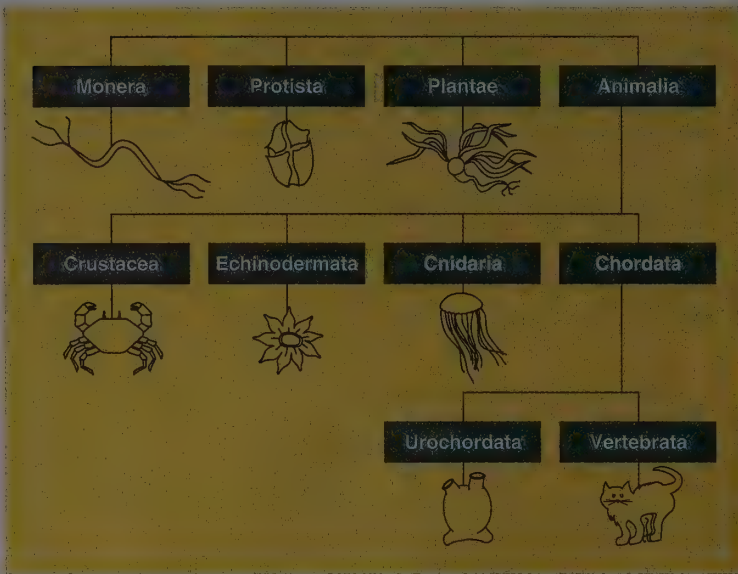 Monera Protista Plantae Animalia
Crustacea Echinodermata Cnidaria Chordata
Urochordata Vertebrata